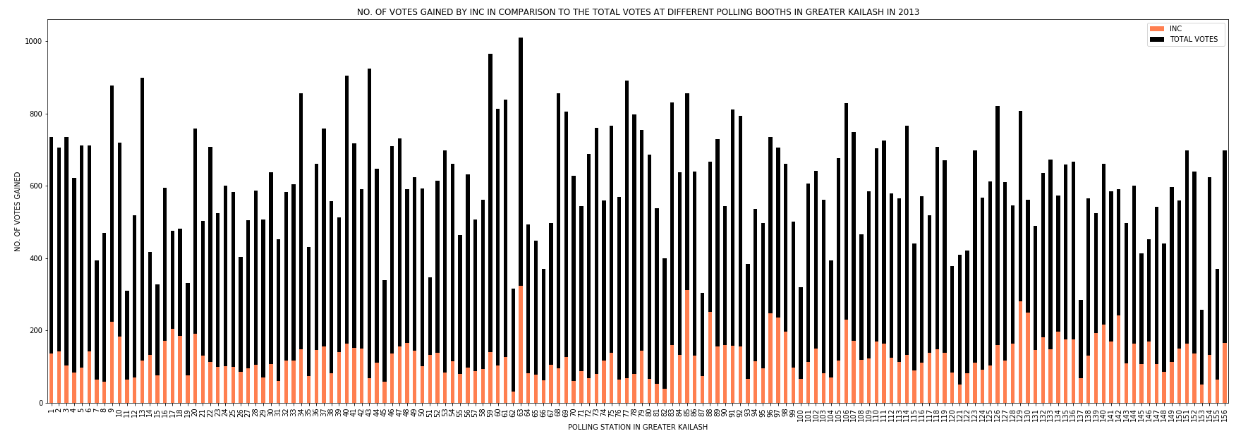 NO. OF VOTES GAINED BY INC IN COMPARISON TO THE TOTAL VOTES AT DIFFERENT POLLING BOOTHS IN GREATER KAILASH IN 2013
INC
TOTAL VOTES
1000
800
600
400
200
0
NO. OF VOTES GAINED
1 2 3 4 5 6 7 8 9 10 11 12 13 14 15 16 17 18 19 20 21 22 23 24 25 26 27 28 29 30 31 32 33 34 35 36 37 38 39 40 41 42 43 44 45 46 47 48 49 50 51 52 53 54 55 56 57 58 59 60 61 62 63 64 65 66 67 68 69 70 71 72 73 74 75 76 77 78 79 80 81 82 83 84 85 86 87 88 89 90 91 92 93 94 95 96 97 98 99 100 101 102 103 104 105 106 107 108 109 110 111 112 113 114 115 116 117 118 119 120 121 122 123 124 125 126 127 128 129 130 131 132 133 134 135 136 137 138 139 140 141 142 143 144 145 146 147 148 149 150 151 152 153 154 155 156
POLLING STATION IN GREATER KAILASH